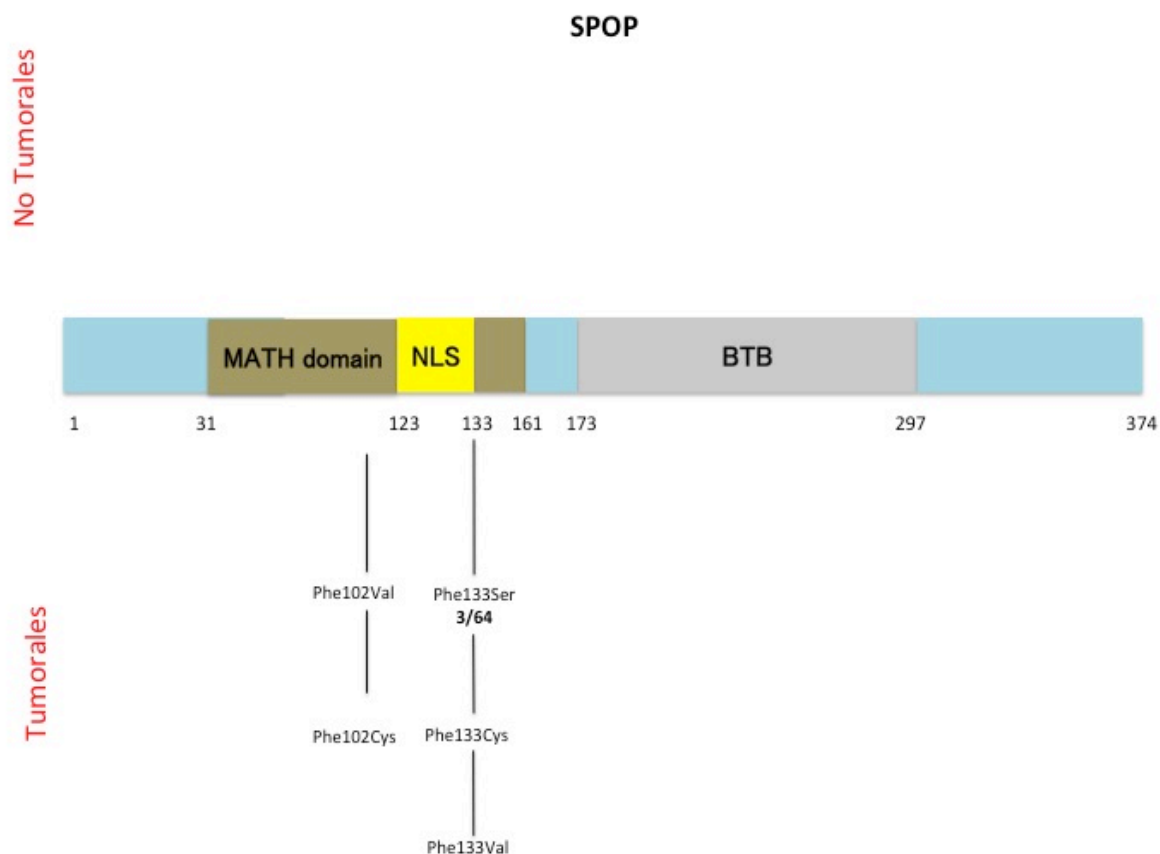 SPOP
No Tumorales
MATH domain NLS BTB
1 31 123 133 161 173 297 374
Phe102Val Phe133Ser
3/64
Tumorales
Phe102Cys Phe133Cys
Phe133Val